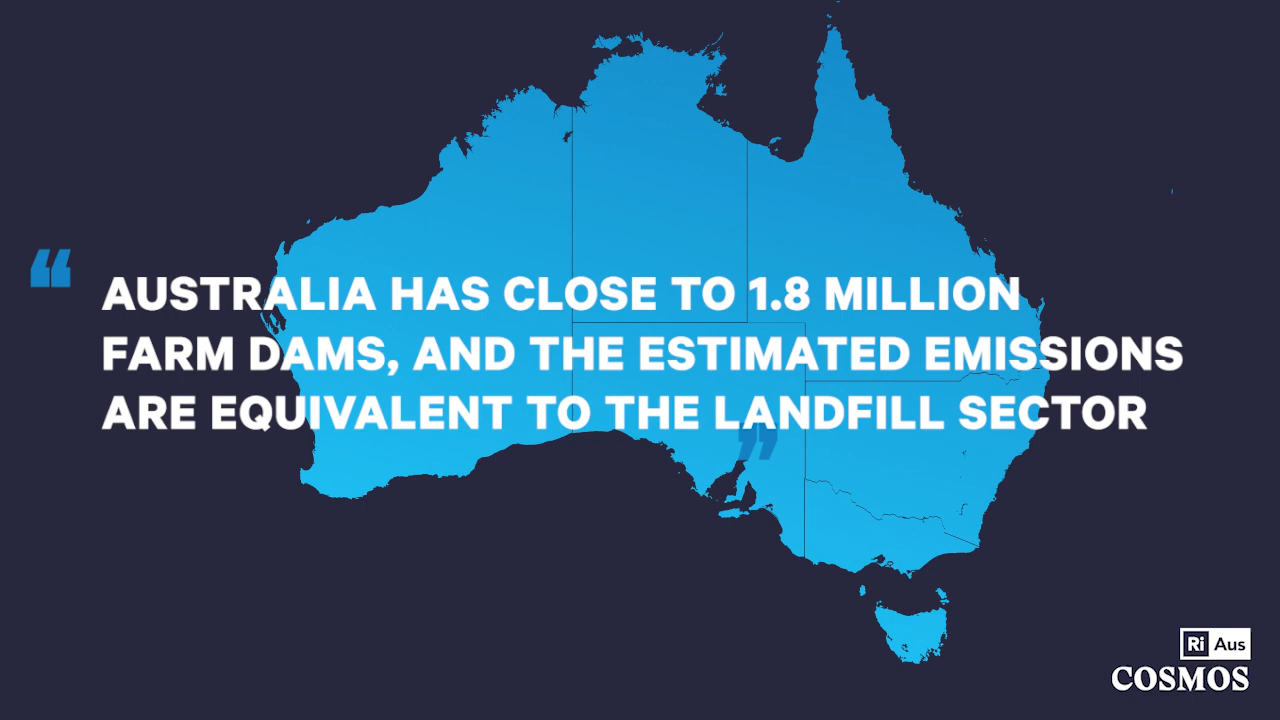 “ AUSTRALIA HAS CLOSE TO 1.8 MILLION
FARM DAMS, AND THE ESTIMATED EMISSIONS
ARE EQUIVALENT TO THE LANDFILL SECTOR ”
Ri Aus
COSMOS